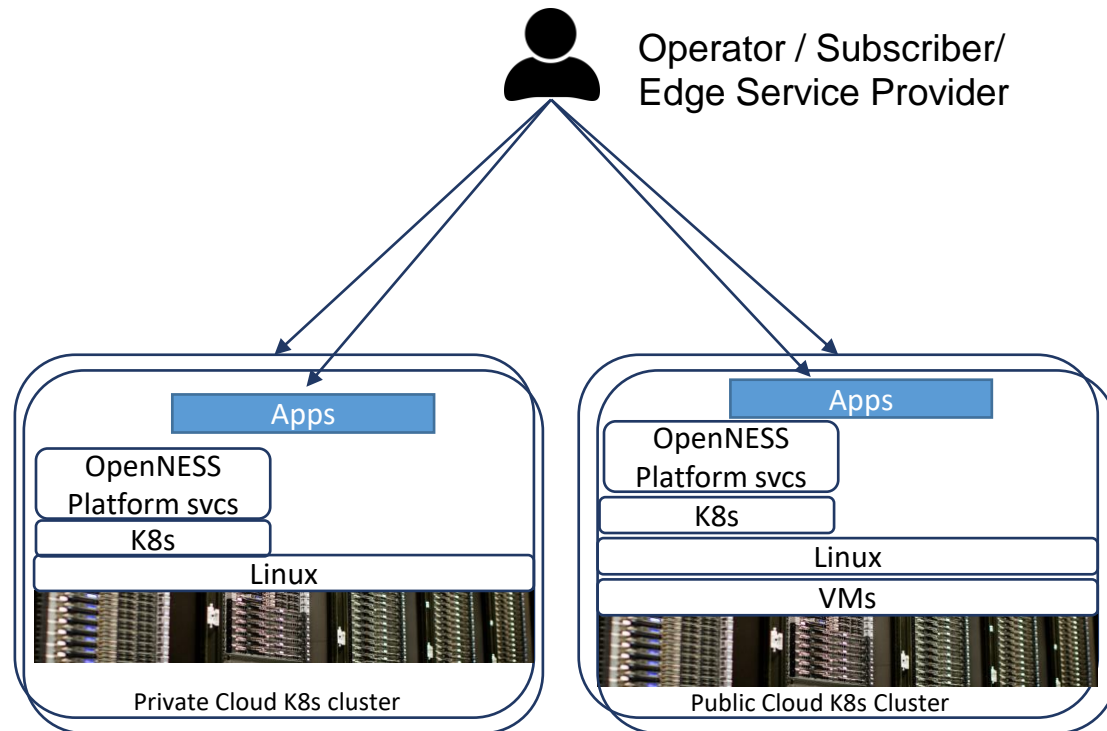 Operator / Subscriber/
Edge Service Provider
Apps
OpenNESS
Platform svcs
K8s
Linux
Private Cloud K8s cluster
Apps
OpenNESS
Platform svcs
K8s
Linux
VMs
Public Cloud K8s Cluster